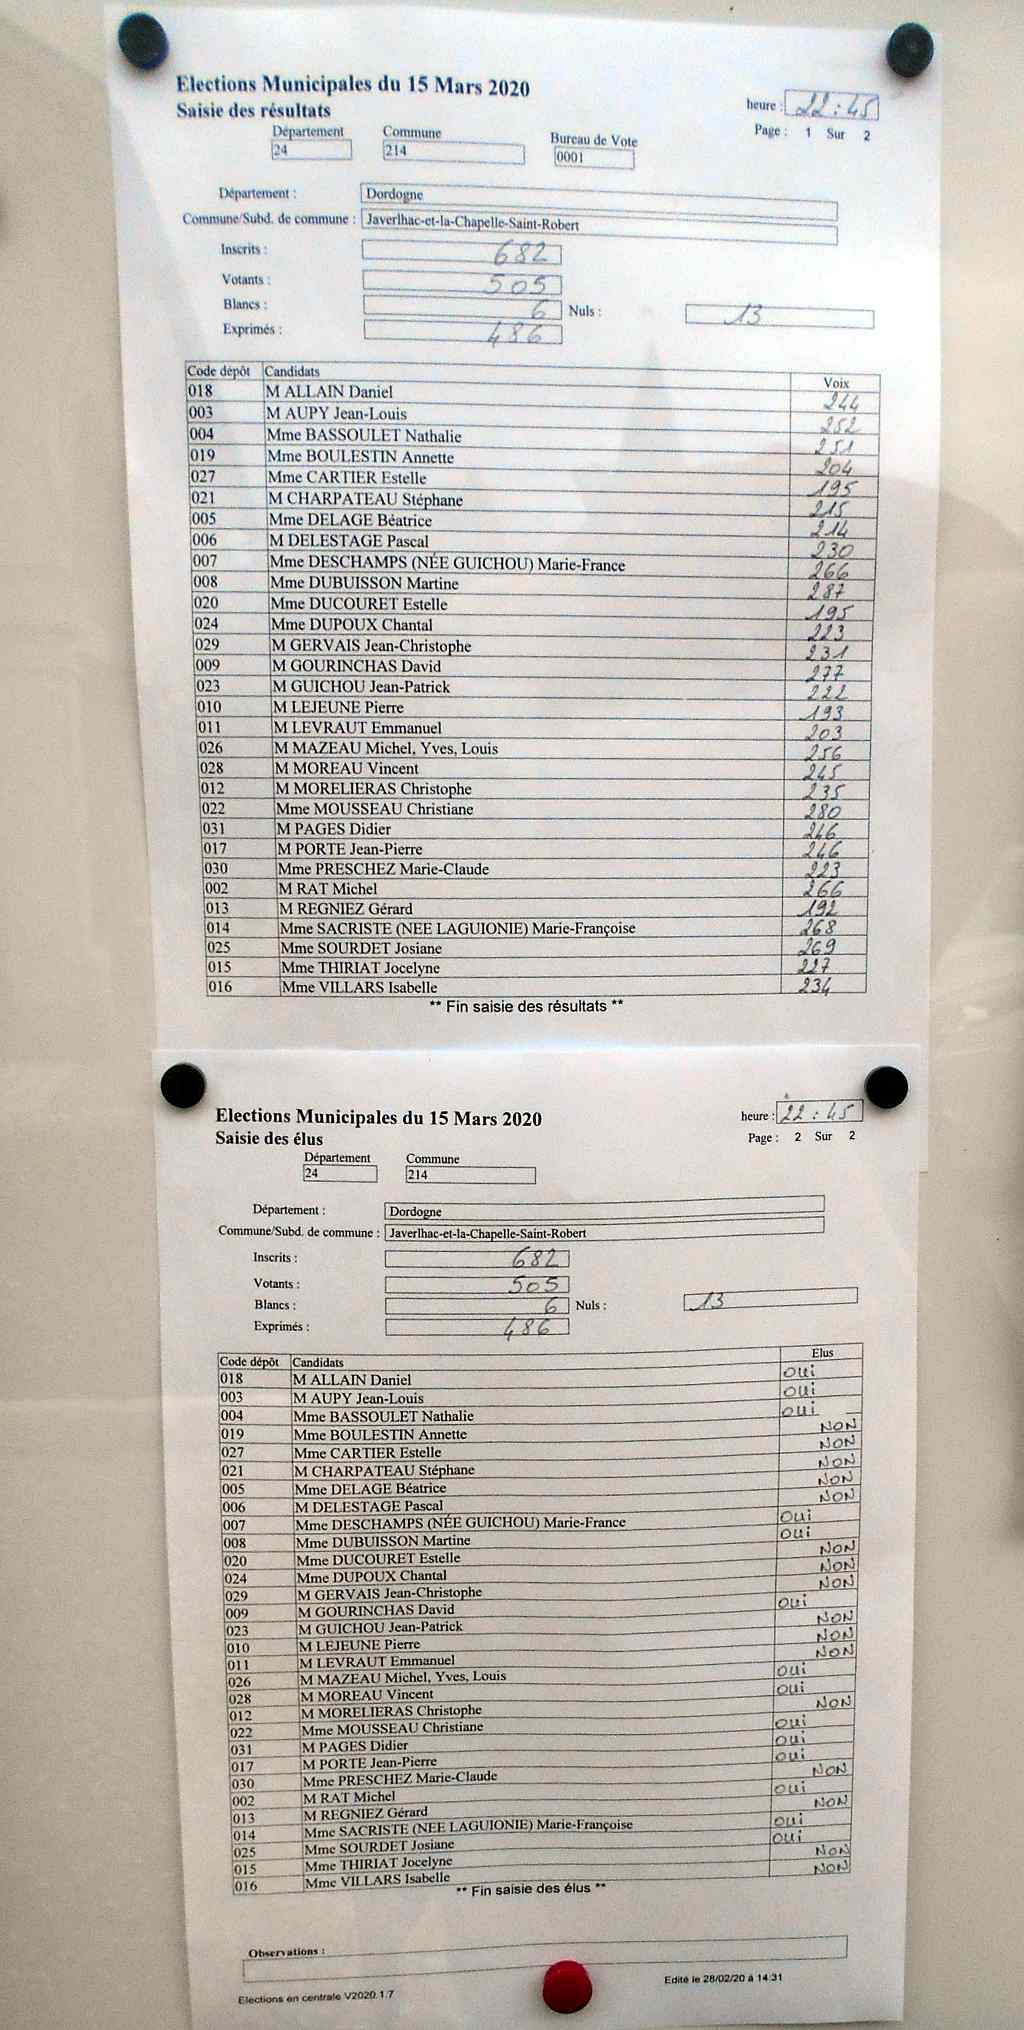 Elections Municipales du 15 Mars 2020
Saisie des résultats
heure : 22:45
Page : 1 Sur 2
Département Commune Bureau de Vote
24 214 0001
Département : Dordogne
Commune/Subd. de commune : Javerlhac-et-la-Chapelle-Saint-Robert
Inscrits : 682
Votants : 505
Blancs : 6 Nuls : 13
Exprimés : 486
Code dépôt Candidats Voix
018 M ALLAIN Daniel 244
003 M AUPY Jean-Louis 252
004 Mme BASSOULET Nathalie 251
019 Mme BOULESTIN Annette 204
027 Mme CARTIER Estelle 195
021 M CHARPATEAU Stéphane 215
005 Mme DELAGE Béatrice 214
006 M DELESTAGE Pascal 230
007 Mme DESCHAMPS (NÉE GUICHOU) Marie-France 266
008 Mme DUBUISSON Martine 287
020 Mme DUCOURET Estelle 195
024 Mme DUPOUX Chantal 223
029 M GERVAIS Jean-Christophe 231
009 M GOURINCHAS David 277
023 M GUICHOU Jean-Patrick 222
010 M LEJEUNE Pierre 193
011 M LEVRAUT Emmanuel 203
026 M MAZEAU Michel, Yves, Louis 256
028 M MOREAU Vincent 245
012 M MORELIERAS Christophe 235
022 Mme MOUSSEAU Christiane 280
031 M PAGES Didier 246
017 M PORTE Jean-Pierre 246
030 Mme PRESCHEZ Marie-Claude 223
002 M RAT Michel 266
013 M REGNIEZ Gérard 192
014 Mme SACRISTE (NEE LAGUIONIE) Marie-Françoise 268
025 Mme SOURDET Josiane 269
015 Mme THIRIAT Jocelyne 227
016 Mme VILLARS Isabelle 234
** Fin saisie des résultats **
Elections Municipales du 15 Mars 2020
Saisie des élus
heure : 22:45
Page : 2 Sur 2
Département Commune
24 214
Département : Dordogne
Commune/Subd. de commune : Javerlhac-et-la-Chapelle-Saint-Robert
Inscrits : 682
Votants : 505
Blancs : 6 Nuls : 13
Exprimés : 486
Code dépôt Candidats Elus
018 M ALLAIN Daniel oui
003 M AUPY Jean-Louis oui
004 Mme BASSOULET Nathalie oui
019 Mme BOULESTIN Annette NON
027 Mme CARTIER Estelle NON
021 M CHARPATEAU Stéphane NON
005 Mme DELAGE Béatrice NON
006 M DELESTAGE Pascal NON
007 Mme DESCHAMPS (NÉE GUICHOU) Marie-France oui
008 Mme DUBUISSON Martine oui
020 Mme DUCOURET Estelle NON
024 Mme DUPOUX Chantal NON
029 M GERVAIS Jean-Christophe NON
009 M GOURINCHAS David oui
023 M GUICHOU Jean-Patrick NON
010 M LEJEUNE Pierre NON
011 M LEVRAUT Emmanuel NON
026 M MAZEAU Michel, Yves, Louis oui
028 M MOREAU Vincent oui
012 M MORELIERAS Christophe NON
022 Mme MOUSSEAU Christiane oui
031 M PAGES Didier oui
017 M PORTE Jean-Pierre oui
030 Mme PRESCHEZ Marie-Claude NON
002 M RAT Michel oui
013 M REGNIEZ Gérard NON
014 Mme SACRISTE (NEE LAGUIONIE) Marie-Françoise oui
025 Mme SOURDET Josiane oui
015 Mme THIRIAT Jocelyne NON
016 Mme VILLARS Isabelle NON
** Fin saisie des élus **
Observations :
Elections en centrale V2020.1.7
Edité le 28/02/20 à 14:31